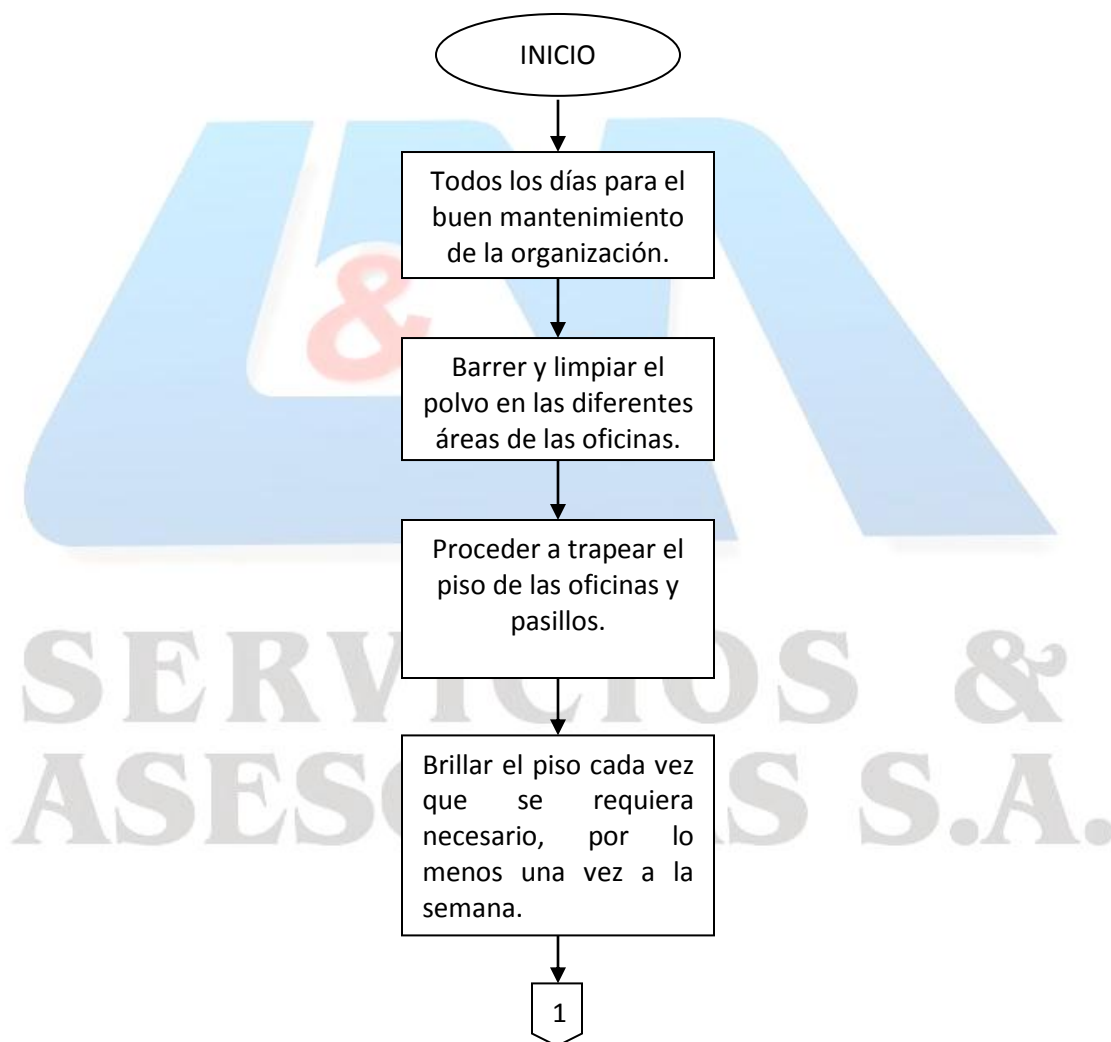 INICIO
Todos los días para el
buen mantenimiento
de la organización.
&
Barrer y limpiar el
polvo en las diferentes
áreas de las oficinas.
Proceder a trapear el
piso de las oficinas y
pasillos.
SERVICIOS &
Brillar el piso cada vez
que se requiera
necesario, por lo
menos una vez a la
semana.
S.A.
1